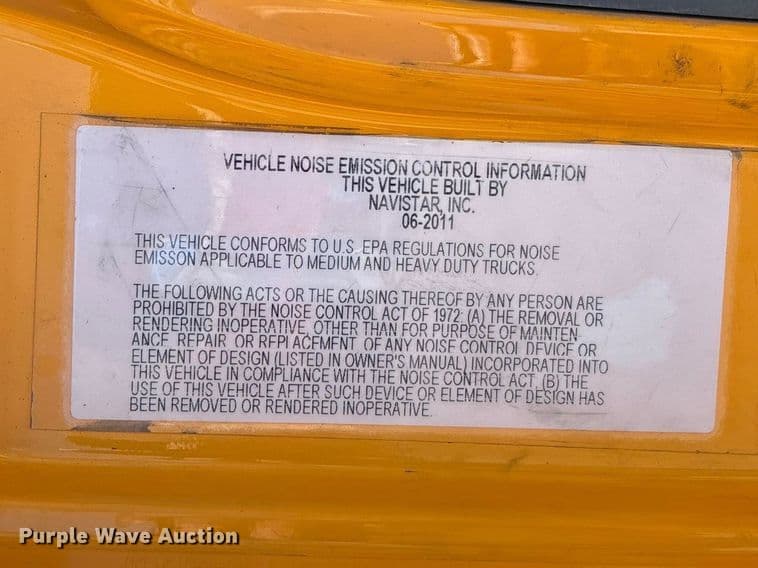 VEHICLE NOISE EMISSION CONTROL INFORMATION
THIS VEHICLE BUILT BY
NAVISTAR, INC.
06-2011
THIS VEHICLE CONFORMS TO U.S. EPA REGULATIONS FOR NOISE
EMISSON APPLICABLE TO MEDIUM AND HEAVY DUTY TRUCKS.
THE FOLLOWING ACTS OR THE CAUSING THEREOF BY ANY PERSON ARE
PROHIBITED BY THE NOISE CONTROL ACT OF 1972: (A) THE REMOVAL OR
RENDERING INOPERATIVE, OTHER THAN FOR PURPOSE OF MAINTEN-
ANCE, REPAIR, OR REPLACEMENT, OF ANY NOISE CONTROL DEVICE OR
ELEMENT OF DESIGN (LISTED IN OWNER'S MANUAL) INCORPORATED INTO
THIS VEHICLE IN COMPLIANCE WITH THE NOISE CONTROL ACT, (B) THE
USE OF THIS VEHICLE AFTER SUCH DEVICE OR ELEMENT OF DESIGN HAS
BEEN REMOVED OR RENDERED INOPERATIVE.
Purple Wave Auction